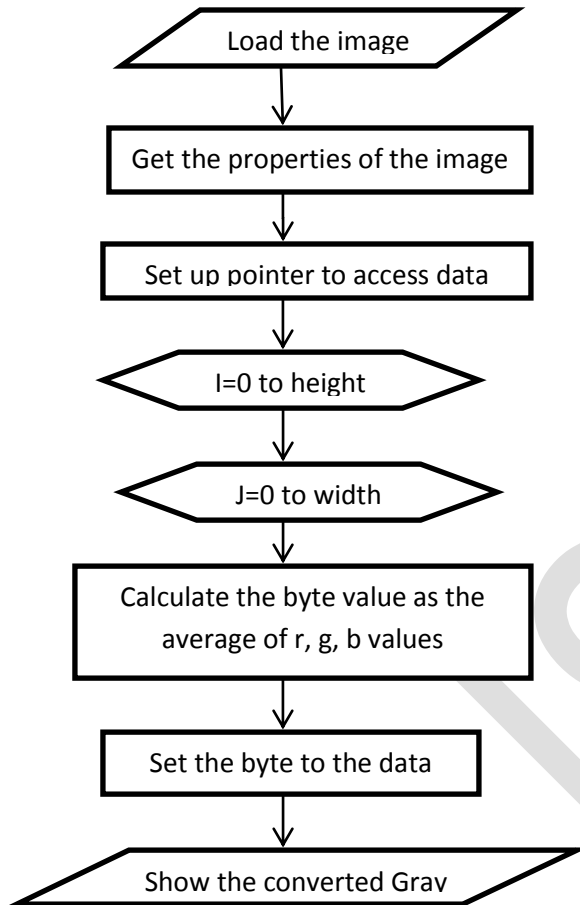 Load the image
Get the properties of the image
Set up pointer to access data
I=0 to height
J=0 to width
Calculate the byte value as the
average of r, g, b values
Set the byte to the data
Show the converted Gray